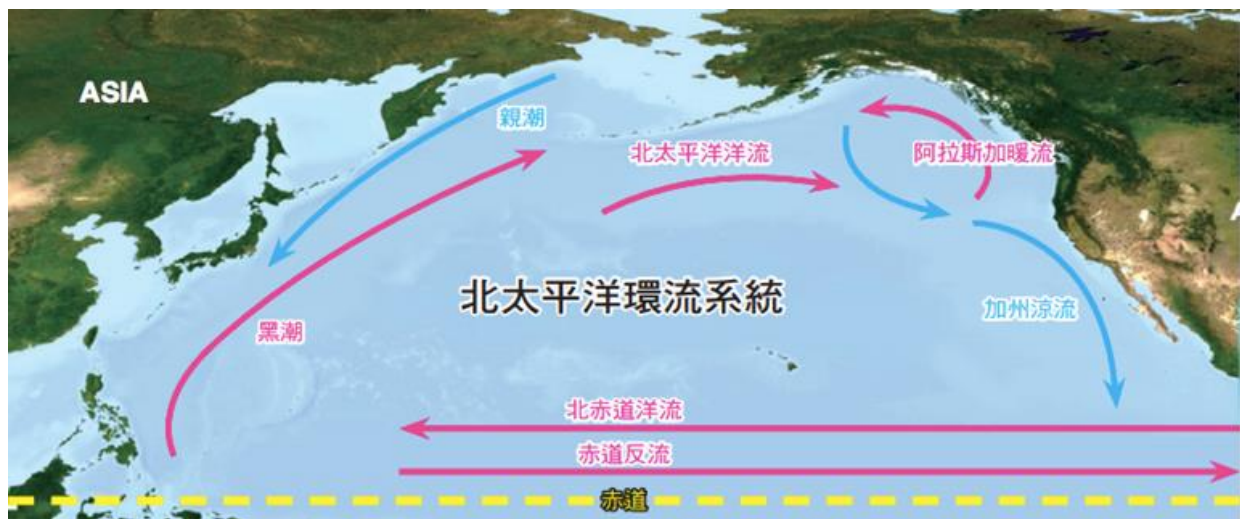 ASIA
親潮
北太平洋洋流
阿拉斯加暖流
北太平洋環流系統
加州涼流
黑潮
北赤道洋流
赤道反流
赤道